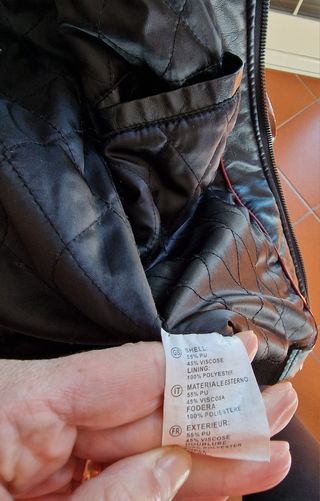 GB SHELL:
55% PU
45% VISCOSE
LINING:
100% POLYESTER
IT MATERIALE ESTERNO
55% PU
45% VISCOSA
FODERA
100% POLIESTERE
FR EXTERIEUR:
55% PU
45% VISCOSE
DOUBLURE